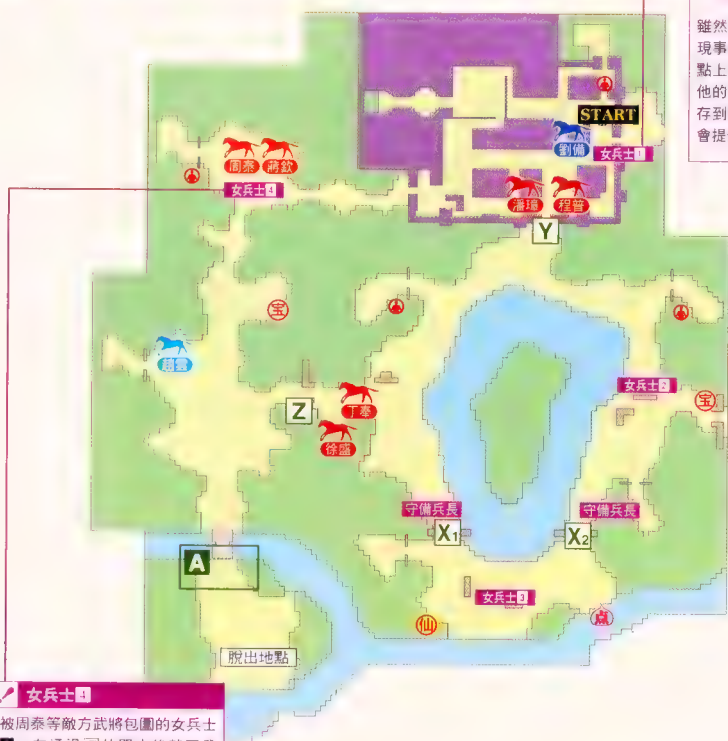 雖然
現事
點上
他的
存到
會提
START
劉備
女兵士1
周泰
蔣欽
女兵士4
潘璋
程普
Y
宝
趙雲
女兵士2
宝
Z
丁奉
徐盛
守備兵長
守備兵長
X1
X2
A
女兵士3
仙
点
脫出地點
女兵士4
被周泰等敵方武將包圍的女兵士